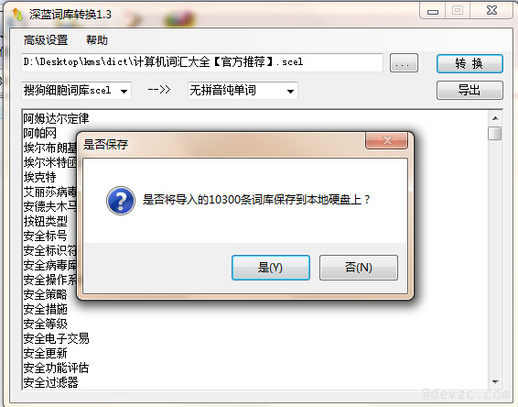 深蓝词库转换1.3
高级设置 帮助
D:\Desktop\kms\dict\计算机词汇大全【官方推荐】.scel ... 转 换
搜狗细胞词库scel -->> 无拼音纯单词 导出
阿姆达尔定律
阿帕网
埃尔布朗基
埃尔米特函
埃克特
艾丽莎病毒
安德夫木马
按钮类型
安全标号
安全标识符
安全病毒库
安全操作系
安全策略
安全措施
安全等级
安全电子交易
安全更新
安全功能评估
安全过滤器
是否保存
是否将导入的10300条词库保存到本地硬盘上？
是(Y) 否(N)
@devzc.com